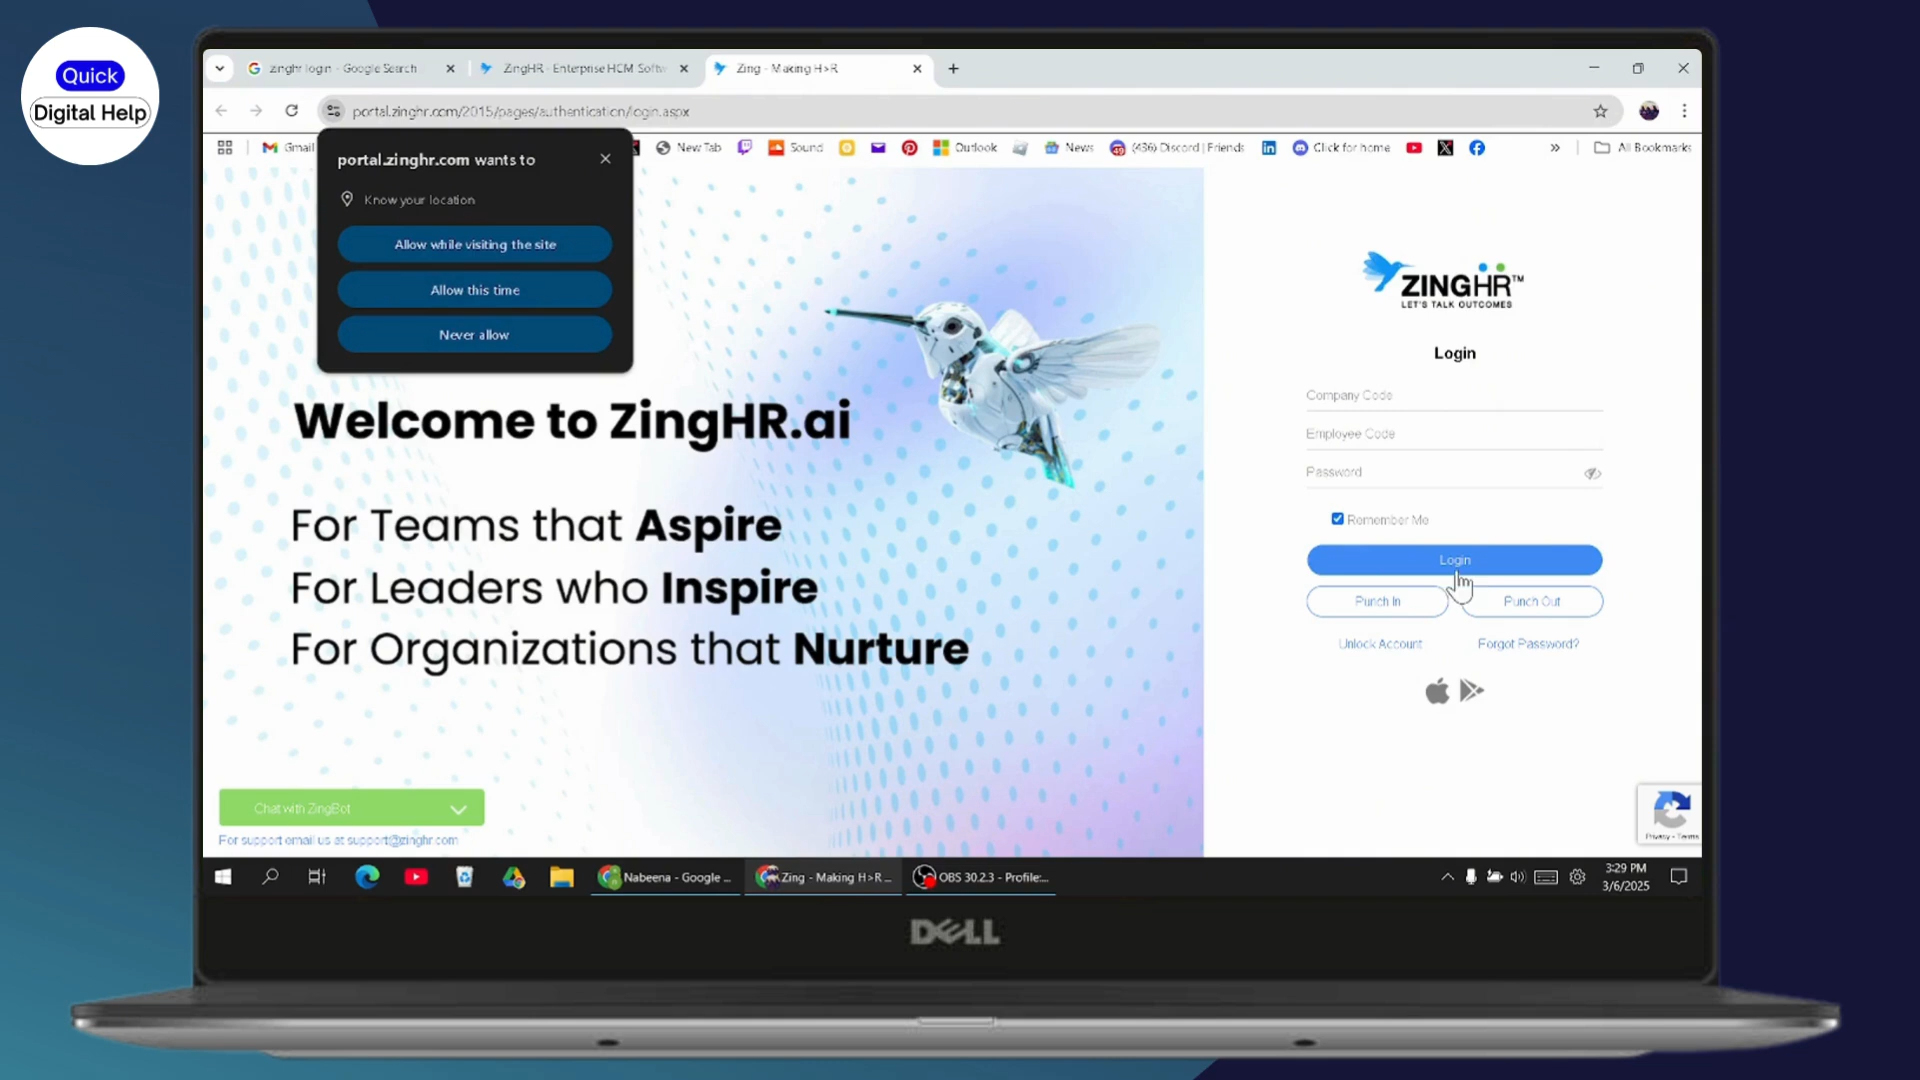 Quick
Digital Help
zinghr login - Google Search
ZingHR - Enterprise HCM Softw
Zing - Making H>R
portal.zinghr.com/2015/pages/authentication/login.aspx
Gmail
New Tab
Sound
Outlook
News
(436) Discord | Friends
Click for home
All Bookmarks
portal.zinghr.com wants to
Know your location
Allow while visiting the site
Allow this time
Never allow
Welcome to ZingHR.ai
For Teams that Aspire
For Leaders who Inspire
For Organizations that Nurture
ZINGHR™
LET'S TALK OUTCOMES
Login
Company Code
Employee Code
Password
Remember Me
Login
Punch In
Punch Out
Unlock Account
Forgot Password?
Chat with ZingBot
For support email us at support@zinghr.com
Privacy - Terms
Nabeena - Google ...
Zing - Making H>R ...
OBS 30.2.3 - Profile:...
3:29 PM
3/6/2025
DELL